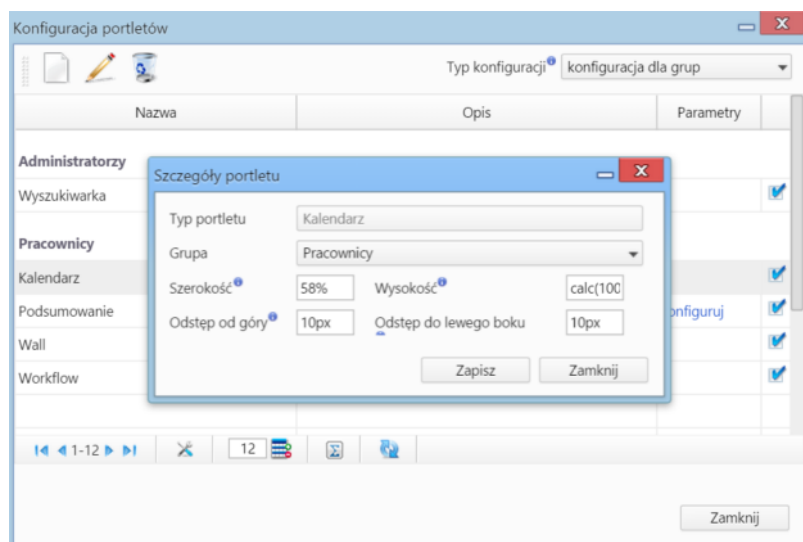 Konfiguracja portletów
Typ konfiguracji konfiguracja dla grup
Nazwa Opis Parametry
Administratorzy
Wyszukiwarka
Pracownicy
Kalendarz
Podsumowanie
Wall
Workflow
Szczegóły portletu
Typ portletu Kalendarz
Grupa Pracownicy
Szerokość 58% Wysokość calc(100
Odstęp od góry 10px Odstęp do lewego boku 10px
Zapisz Zamknij
1-12 12
Zamknij